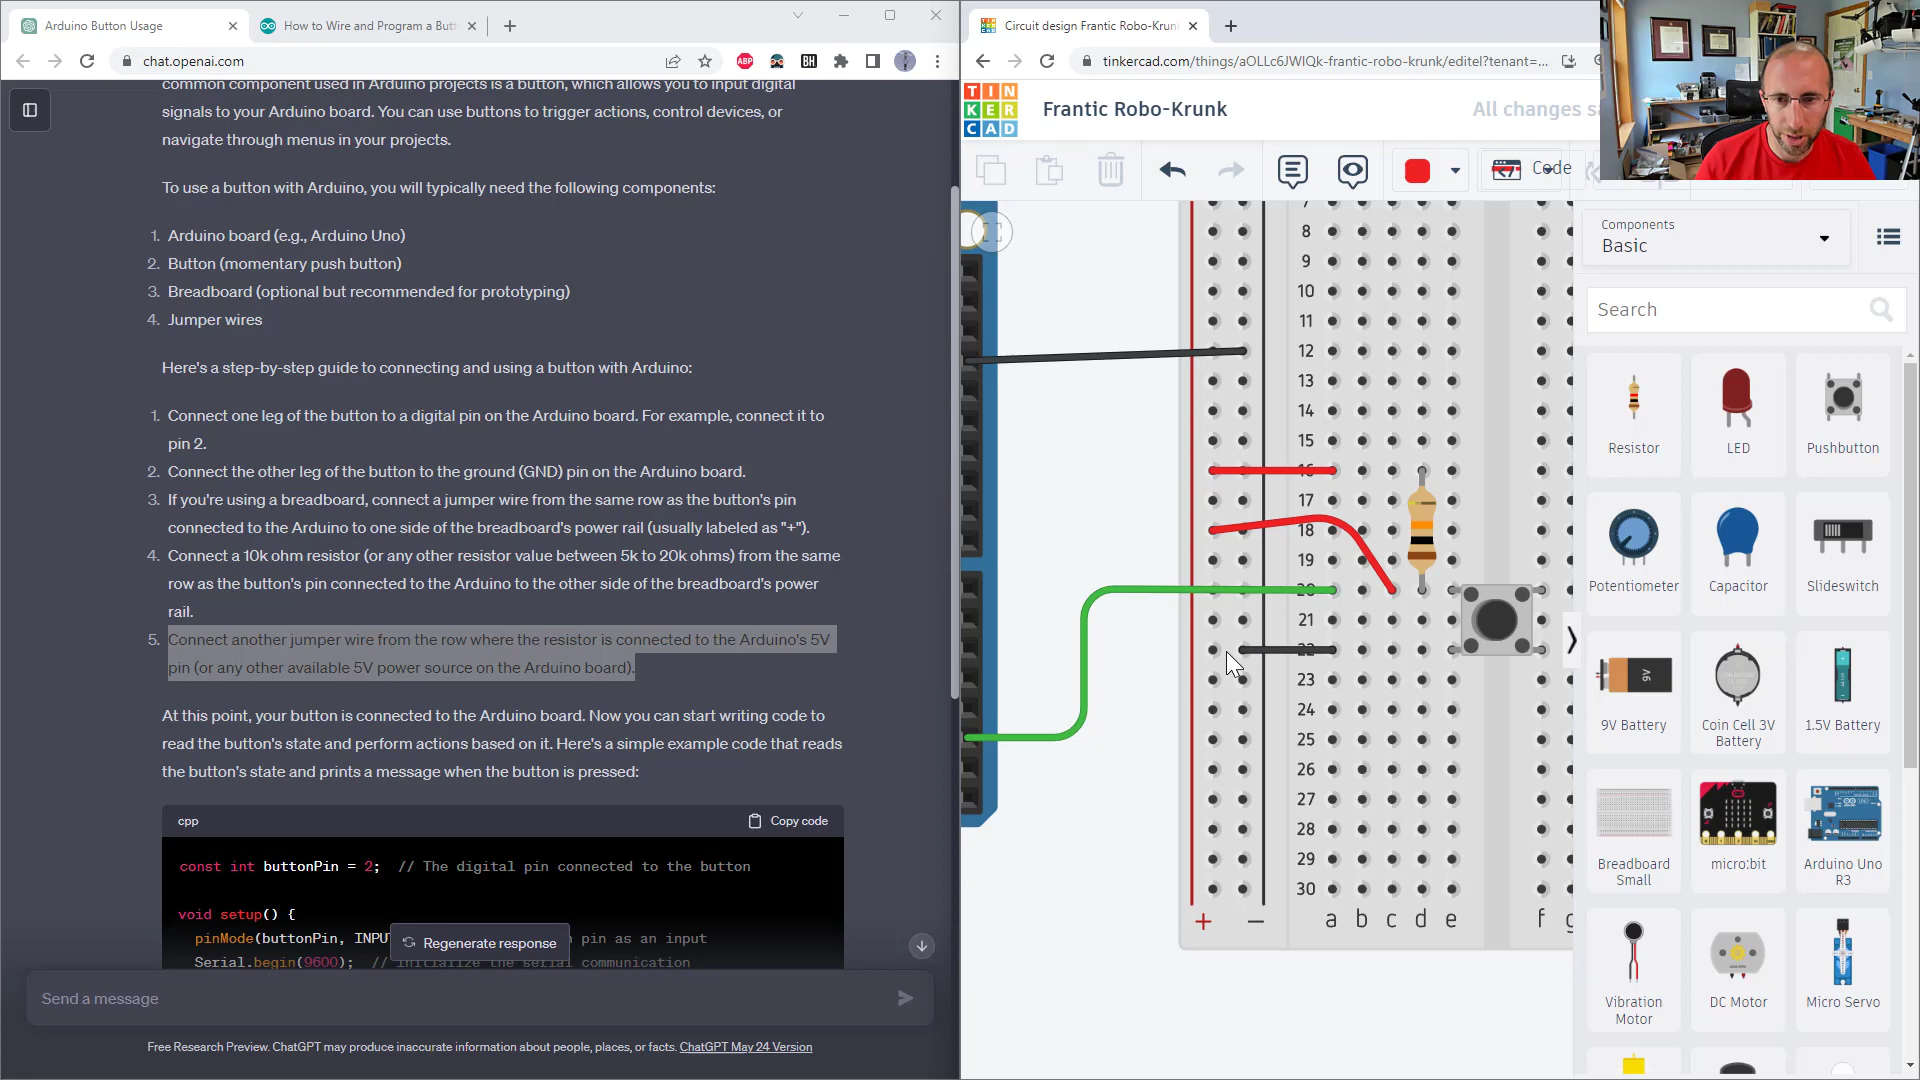 Arduino Button Usage
How to Wire and Program a Butt
chat.openai.com
common component used in Arduino projects is a button, which allows you to input digital
signals to your Arduino board. You can use buttons to trigger actions, control devices, or
navigate through menus in your projects.
To use a button with Arduino, you will typically need the following components:
1. Arduino board (e.g., Arduino Uno)
2. Button (momentary push button)
3. Breadboard (optional but recommended for prototyping)
4. Jumper wires
Here's a step-by-step guide to connecting and using a button with Arduino:
1. Connect one leg of the button to a digital pin on the Arduino board. For example, connect it to
pin 2.
2. Connect the other leg of the button to the ground (GND) pin on the Arduino board.
3. If you're using a breadboard, connect a jumper wire from the same row as the button's pin
connected to the Arduino to one side of the breadboard's power rail (usually labeled as "+").
4. Connect a 10k ohm resistor (or any other resistor value between 5k to 20k ohms) from the same
row as the button's pin connected to the Arduino to the other side of the breadboard's power
rail.
5. Connect another jumper wire from the row where the resistor is connected to the Arduino's 5V
pin (or any other available 5V power source on the Arduino board).
At this point, your button is connected to the Arduino board. Now you can start writing code to
read the button's state and perform actions based on it. Here's a simple example code that reads
the button's state and prints a message when the button is pressed:
cpp
Copy code
const int buttonPin = 2; // The digital pin connected to the button
void setup() {
pinMode(buttonPin, INPU
pin as an input
Serial.begin(9600); // Initialize the serial communication
Regenerate response
Send a message
Free Research Preview. ChatGPT may produce inaccurate information about people, places, or facts. ChatGPT May 24 Version
ABP
BH
Circuit design Frantic Robo-Krunk
tinkercad.com/things/aOLLc6JWlQk-frantic-robo-krunk/editel?tenant=...
TIN
KER
CAD
Frantic Robo-Krunk
All changes sa
Code
7
8
9
10
11
12
13
14
15
16
17
18
19
20
21
22
23
24
25
26
27
28
29
30
+ − a b c d e f g
Components
Basic
Search
Resistor
LED
Pushbutton
Potentiometer
Capacitor
Slideswitch
9V
9V Battery
Coin Cell 3V
Battery
1.5V Battery
Breadboard
Small
micro:bit
Arduino Uno
R3
Vibration
Motor
DC Motor
Micro Servo